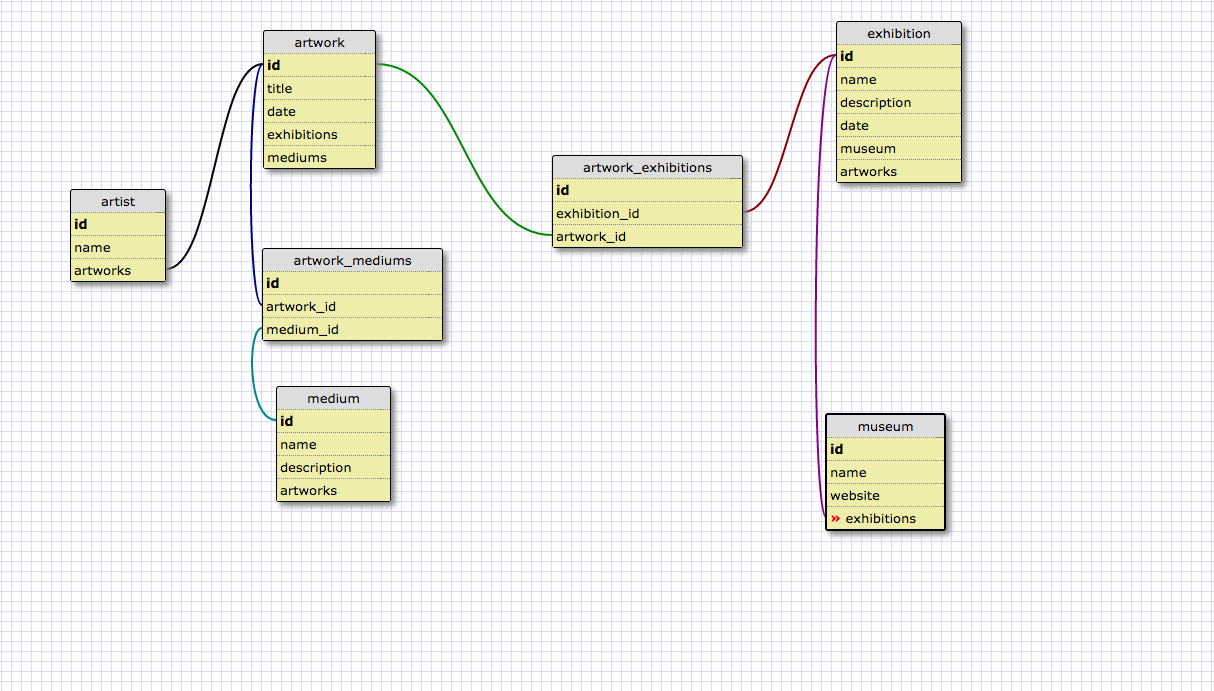 artwork
id
title
date
exhibitions
mediums
artist
id
name
artworks
artwork_mediums
id
artwork_id
medium_id
medium
id
name
description
artworks
artwork_exhibitions
id
exhibition_id
artwork_id
exhibition
id
name
description
date
museum
artworks
museum
id
name
website
» exhibitions